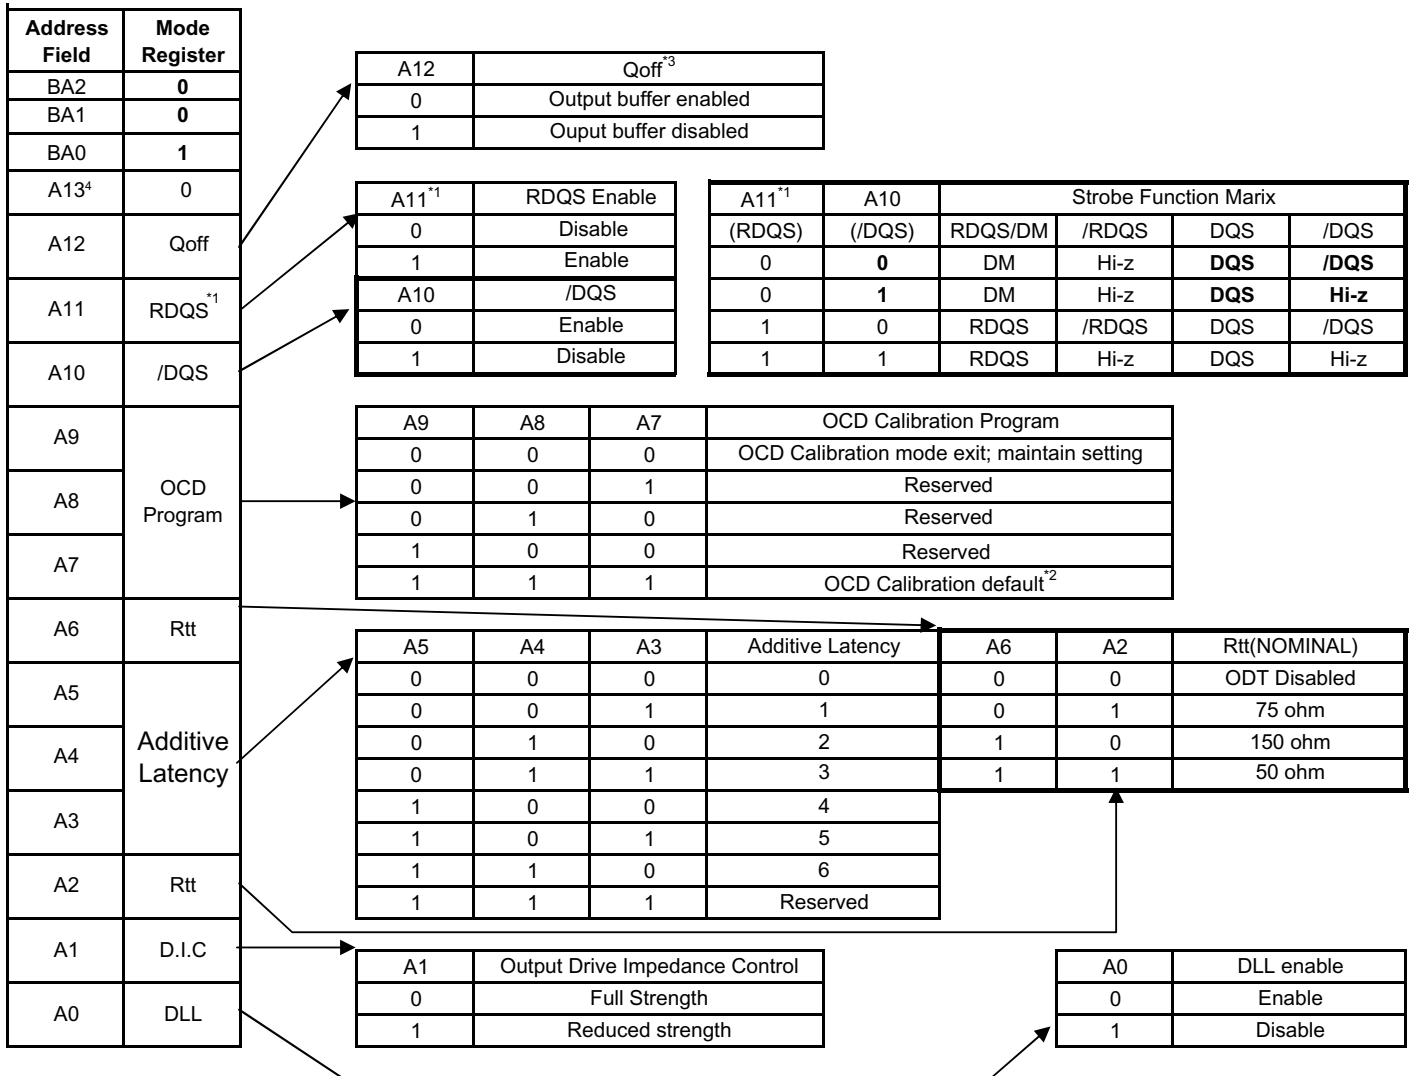 Address Field Mode Register
BA2 0
BA1 0
BA0 1
A13⁴ 0
A12 Qoff
A11 RDQS*1
A10 /DQS
A9
A8 OCD Program
A7
A6 Rtt
A5
A4 Additive Latency
A3
A2 Rtt
A1 D.I.C
A0 DLL
A12 Qoff*3
0 Output buffer enabled
1 Ouput buffer disabled
A11*1 RDQS Enable
0 Disable
1 Enable
A10 /DQS
0 Enable
1 Disable
A11*1 A10 Strobe Function Marix
(RDQS) (/DQS) RDQS/DM /RDQS DQS /DQS
0 0 DM Hi-z DQS /DQS
0 1 DM Hi-z DQS Hi-z
1 0 RDQS /RDQS DQS /DQS
1 1 RDQS Hi-z DQS Hi-z
A9 A8 A7 OCD Calibration Program
0 0 0 OCD Calibration mode exit; maintain setting
0 0 1 Reserved
0 1 0 Reserved
1 0 0 Reserved
1 1 1 OCD Calibration default*2
A5 A4 A3 Additive Latency
0 0 0 0
0 0 1 1
0 1 0 2
0 1 1 3
1 0 0 4
1 0 1 5
1 1 0 6
1 1 1 Reserved
A6 A2 Rtt(NOMINAL)
0 0 ODT Disabled
0 1 75 ohm
1 0 150 ohm
1 1 50 ohm
A1 Output Drive Impedance Control
0 Full Strength
1 Reduced strength
A0 DLL enable
0 Enable
1 Disable